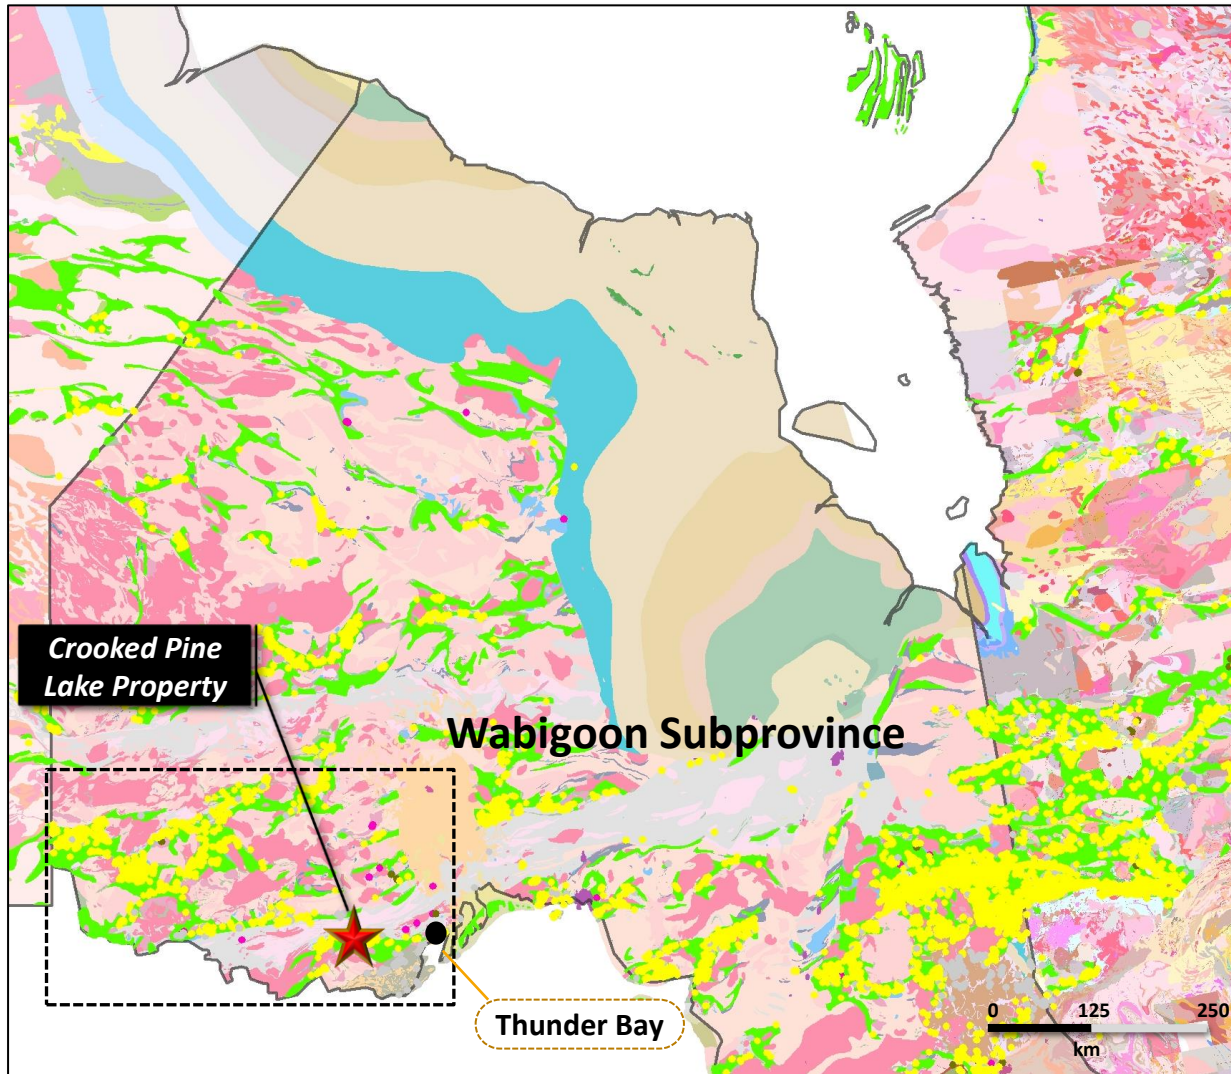 Crooked Pine
Lake Property
Wabigoon Subprovince
Thunder Bay
0 125 250
km